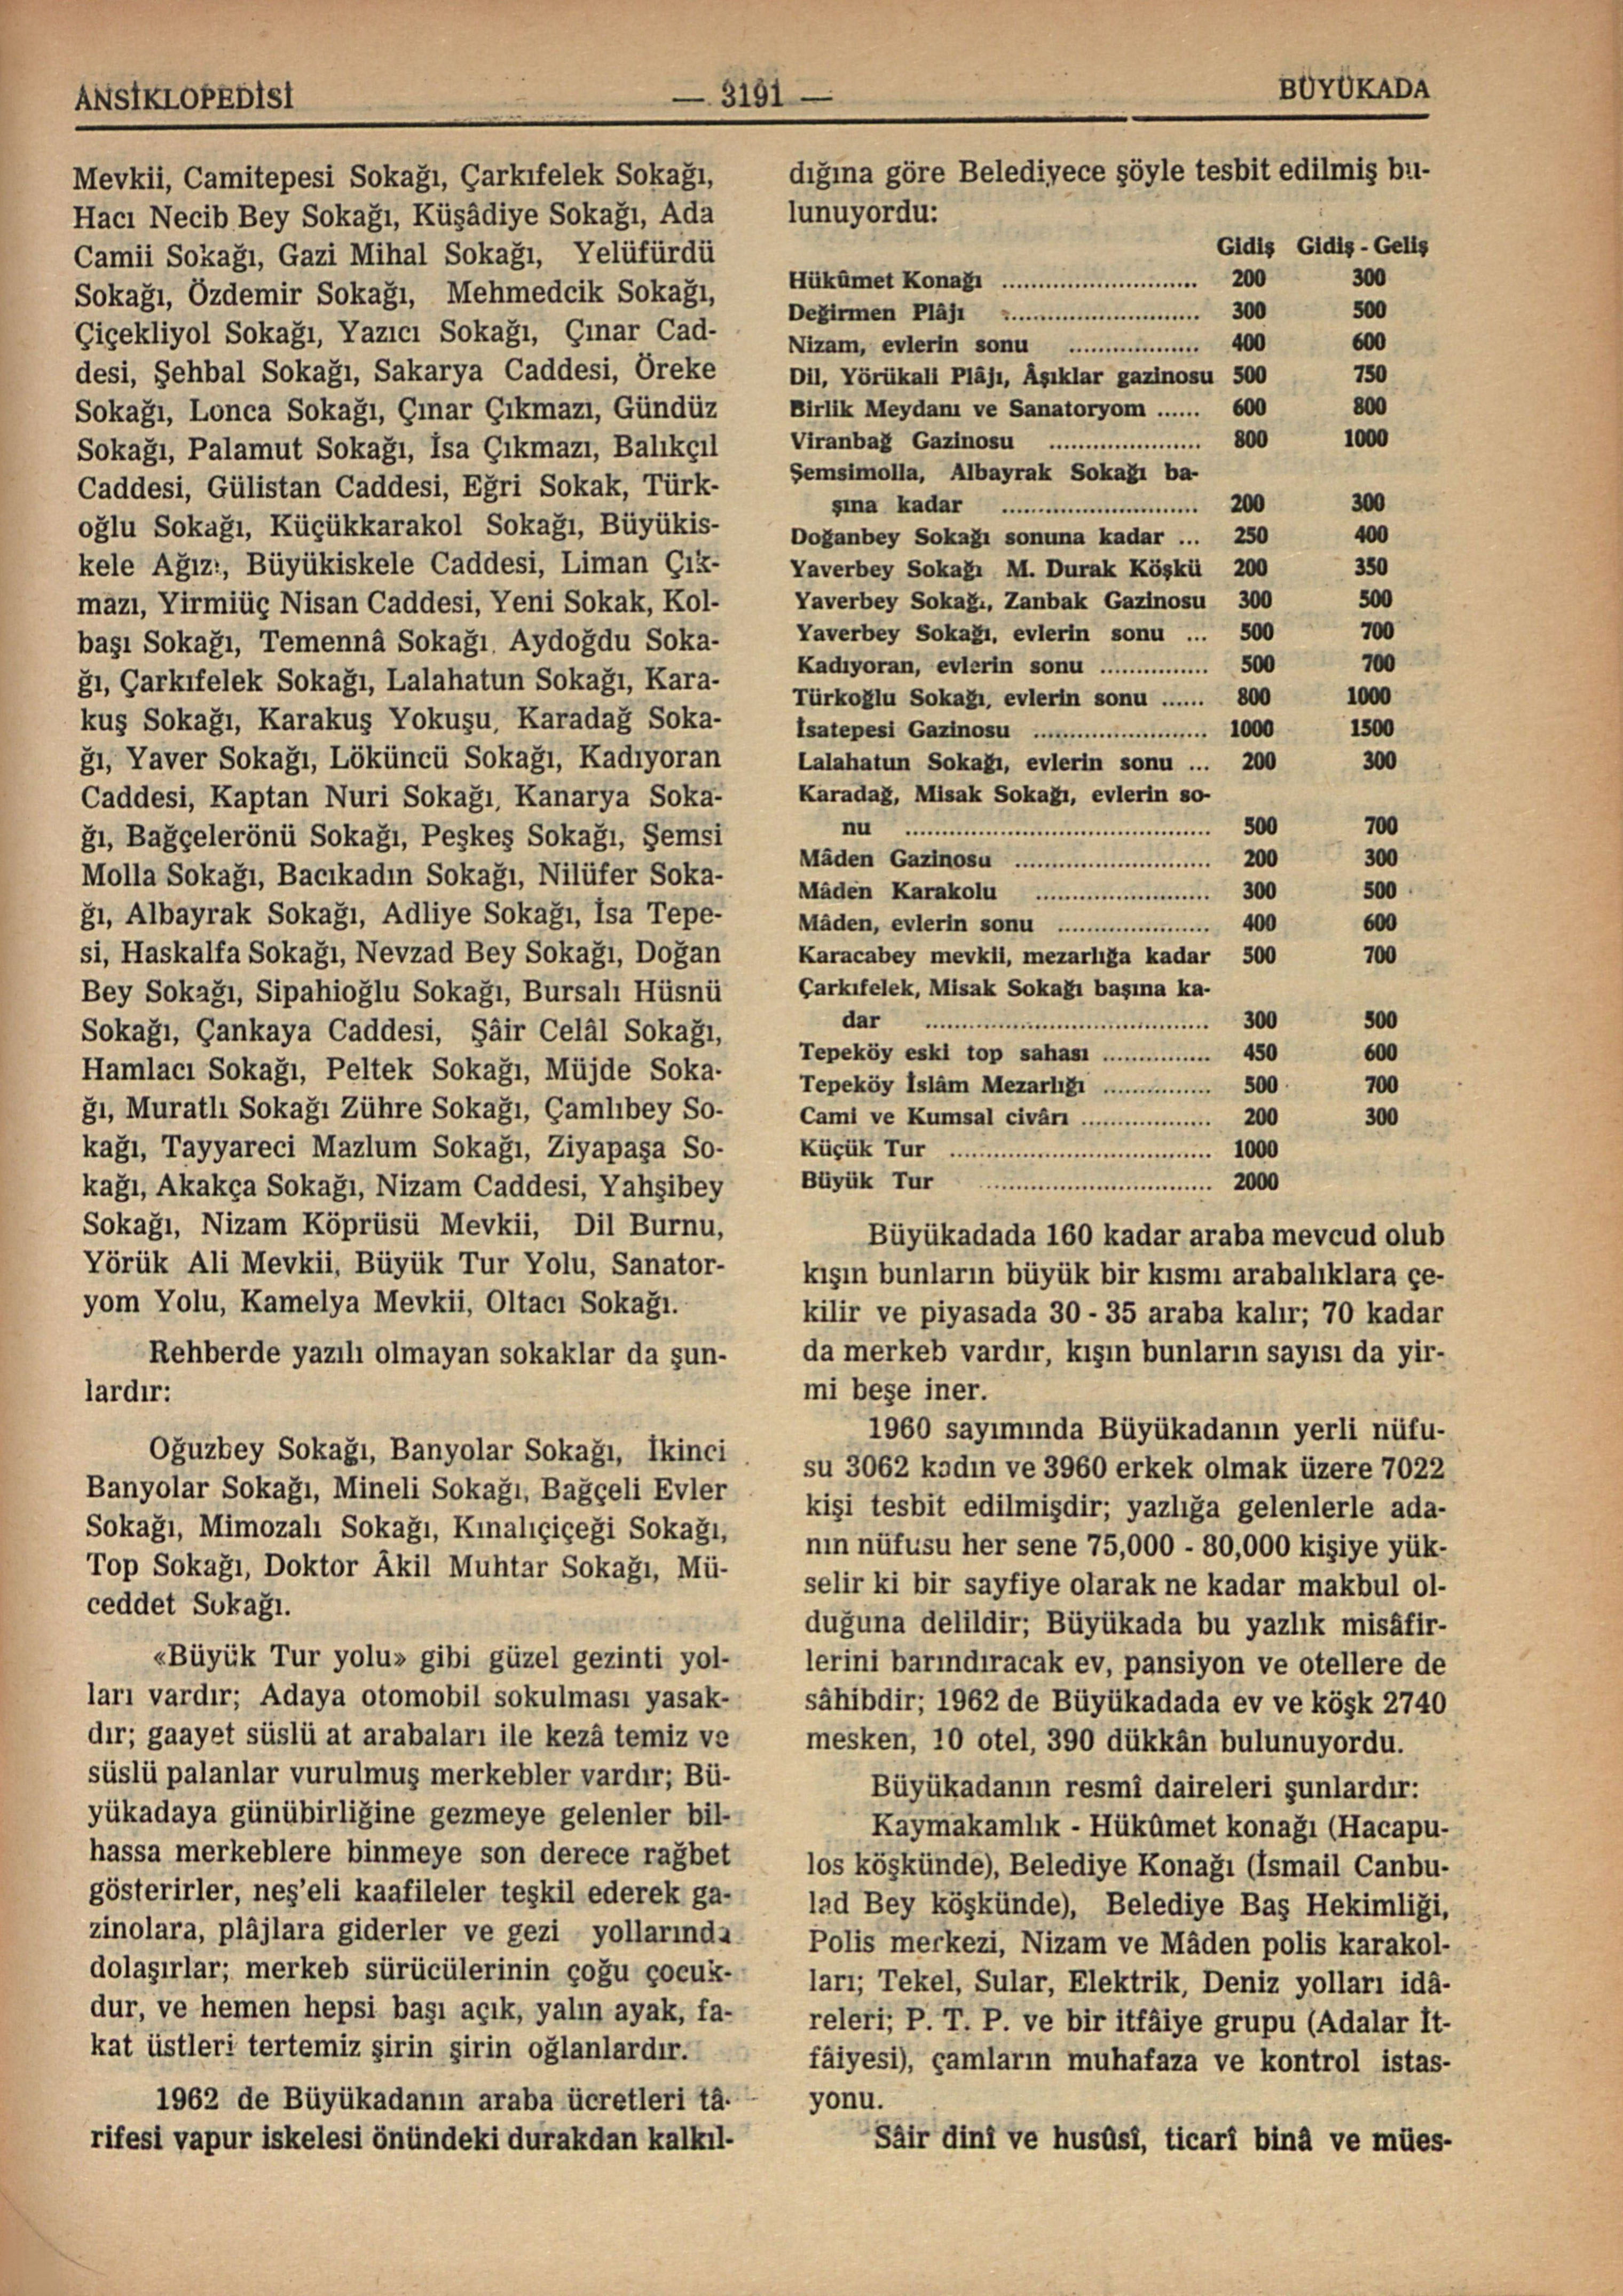 ANSİKLOPEDİSİ
— 3191 —
BÜYÜKADA
Mevkii, Camitepesi Sokağı, Çarkıfelek Sokağı,
Hacı Necib Bey Sokağı, Küşâdiye Sokağı, Ada
Camii Sokağı, Gazi Mihal Sokağı, Yelüfürdü
Sokağı, Özdemir Sokağı, Mehmedcik Sokağı,
Çiçekliyol Sokağı, Yazıcı Sokağı, Çınar Cad-
desi, Şehbal Sokağı, Sakarya Caddesi, Öreke
Sokağı, Lonca Sokağı, Çınar Çıkmazı, Gündüz
Sokağı, Palamut Sokağı, İsa Çıkmazı, Balıkçıl
Caddesi, Gülistan Caddesi, Eğri Sokak, Türk-
oğlu Sokağı, Küçükkarakol Sokağı, Büyükis-
kele Ağızı, Büyükiskele Caddesi, Liman Çık-
mazı, Yirmiüç Nisan Caddesi, Yeni Sokak, Kol-
başı Sokağı, Temennâ Sokağı, Aydoğdu Soka-
ğı, Çarkıfelek Sokağı, Lalahatun Sokağı, Kara-
kuş Sokağı, Karakuş Yokuşu, Karadağ Soka-
ğı, Yaver Sokağı, Löküncü Sokağı, Kadıyoran
Caddesi, Kaptan Nuri Sokağı, Kanarya Soka-
ğı, Bağçelerönü Sokağı, Peşkeş Sokağı, Şemsi
Molla Sokağı, Bacıkadın Sokağı, Nilüfer Soka-
ğı, Albayrak Sokağı, Adliye Sokağı, İsa Tepe-
si, Haskalfa Sokağı, Nevzad Bey Sokağı, Doğan
Bey Sokağı, Sipahioğlu Sokağı, Bursalı Hüsnü
Sokağı, Çankaya Caddesi, Şâir Celâl Sokağı,
Hamlacı Sokağı, Peltek Sokağı, Müjde Soka-
ğı, Muratlı Sokağı Zühre Sokağı, Çamlıbey So-
kağı, Tayyareci Mazlum Sokağı, Ziyapaşa So-
kağı, Akakça Sokağı, Nizam Caddesi, Yahşibey
Sokağı, Nizam Köprüsü Mevkii, Dil Burnu,
Yörük Ali Mevkii, Büyük Tur Yolu, Sanator-
yom Yolu, Kamelya Mevkii, Oltacı Sokağı.
Rehberde yazılı olmayan sokaklar da şun-
lardır:
Oğuzbey Sokağı, Banyolar Sokağı, İkinci
Banyolar Sokağı, Mineli Sokağı, Bağçeli Evler
Sokağı, Mimozalı Sokağı, Kınalıçiçeği Sokağı,
Top Sokağı, Doktor Âkil Muhtar Sokağı, Mü-
ceddet Sokağı.
«Büyük Tur yolu» gibi güzel gezinti yol-
ları vardır; Adaya otomobil sokulması yasak-
dır; gaayet süslü at arabaları ile kezâ temiz ve
süslü palanlar vurulmuş merkebler vardır; Bü-
yükadaya günübirliğine gezmeye gelenler bil-
hassa merkeblere binmeye son derece rağbet
gösterirler, neş'eli kaafileler teşkil ederek ga-
zinolara, plâjlara giderler ve gezi yollarında
dolaşırlar; merkeb sürücülerinin çoğu çocuk-
dur, ve hemen hepsi başı açık, yalın ayak, fa-
kat üstleri tertemiz şirin şirin oğlanlardır.
1962 de Büyükadanın araba ücretleri tâ-
rifesi vapur iskelesi önündeki durakdan kalkıl-
dığına göre Belediyece şöyle tesbit edilmiş bu-
lunuyordu:
Gidiş Gidiş - Geliş
Hükûmet Konağı ........................... 200 300
Değirmen Plâjı ........................... 300 500
Nizam, evlerin sonu .................. 400 600
Dil, Yörükali Plâjı, Âşıklar gazinosu 500 750
Birlik Meydanı ve Sanatoryom ...... 600 800
Viranbağ Gazinosu ..................... 800 1000
Şemsimolla, Albayrak Sokağı ba-
şına kadar ........................... 200 300
Doğanbey Sokağı sonuna kadar ... 250 400
Yaverbey Sokağı M. Durak Köşkü 200 350
Yaverbey Sokağı, Zanbak Gazinosu 300 500
Yaverbey Sokağı, evlerin sonu ... 500 700
Kadıyoran, evlerin sonu ............... 500 700
Türkoğlu Sokağı, evlerin sonu ...... 800 1000
İsatepesi Gazinosu ........................ 1000 1500
Lalahatun Sokağı, evlerin sonu ... 200 300
Karadağ, Misak Sokağı, evlerin so-
nu .......................................... 500 700
Mâden Gazinosu ........................... 200 300
Mâden Karakolu ........................ 300 500
Mâden, evlerin sonu ..................... 400 600
Karacabey mevkii, mezarlığa kadar 500 700
Çarkıfelek, Misak Sokağı başına ka-
dar ....................................... 300 500
Tepeköy eski top sahası ............... 450 600
Tepeköy İslâm Mezarlığı ............... 500 700
Cami ve Kumsal civârı .................. 200 300
Küçük Tur .................................... 1000
Büyük Tur ............................... 2000
Büyükadada 160 kadar araba mevcud olub
kışın bunların büyük bir kısmı arabalıklara çe-
kilir ve piyasada 30 - 35 araba kalır; 70 kadar
da merkeb vardır, kışın bunların sayısı da yir-
mi beşe iner.
1960 sayımında Büyükadanın yerli nüfu-
su 3062 kadın ve 3960 erkek olmak üzere 7022
kişi tesbit edilmişdir; yazlığa gelenlerle ada-
nın nüfusu her sene 75,000 - 80,000 kişiye yük-
selir ki bir sayfiye olarak ne kadar makbul ol-
duğuna delildir; Büyükada bu yazlık misâfir-
lerini barındıracak ev, pansiyon ve otellere de
sâhibdir; 1962 de Büyükadada ev ve köşk 2740
mesken, 10 otel, 390 dükkân bulunuyordu.
Büyükadanın resmî daireleri şunlardır:
Kaymakamlık - Hükûmet konağı (Hacapu-
los köşkünde), Belediye Konağı (İsmail Canbu-
lad Bey köşkünde), Belediye Baş Hekimliği,
Polis merkezi, Nizam ve Mâden polis karakol-
ları; Tekel, Sular, Elektrik, Deniz yolları idâ-
releri; P. T. P. ve bir itfâiye grupu (Adalar İt-
fâiyesi), çamların muhafaza ve kontrol istas-
yonu.
Sâir dinî ve husûsî, ticarî binâ ve mües-